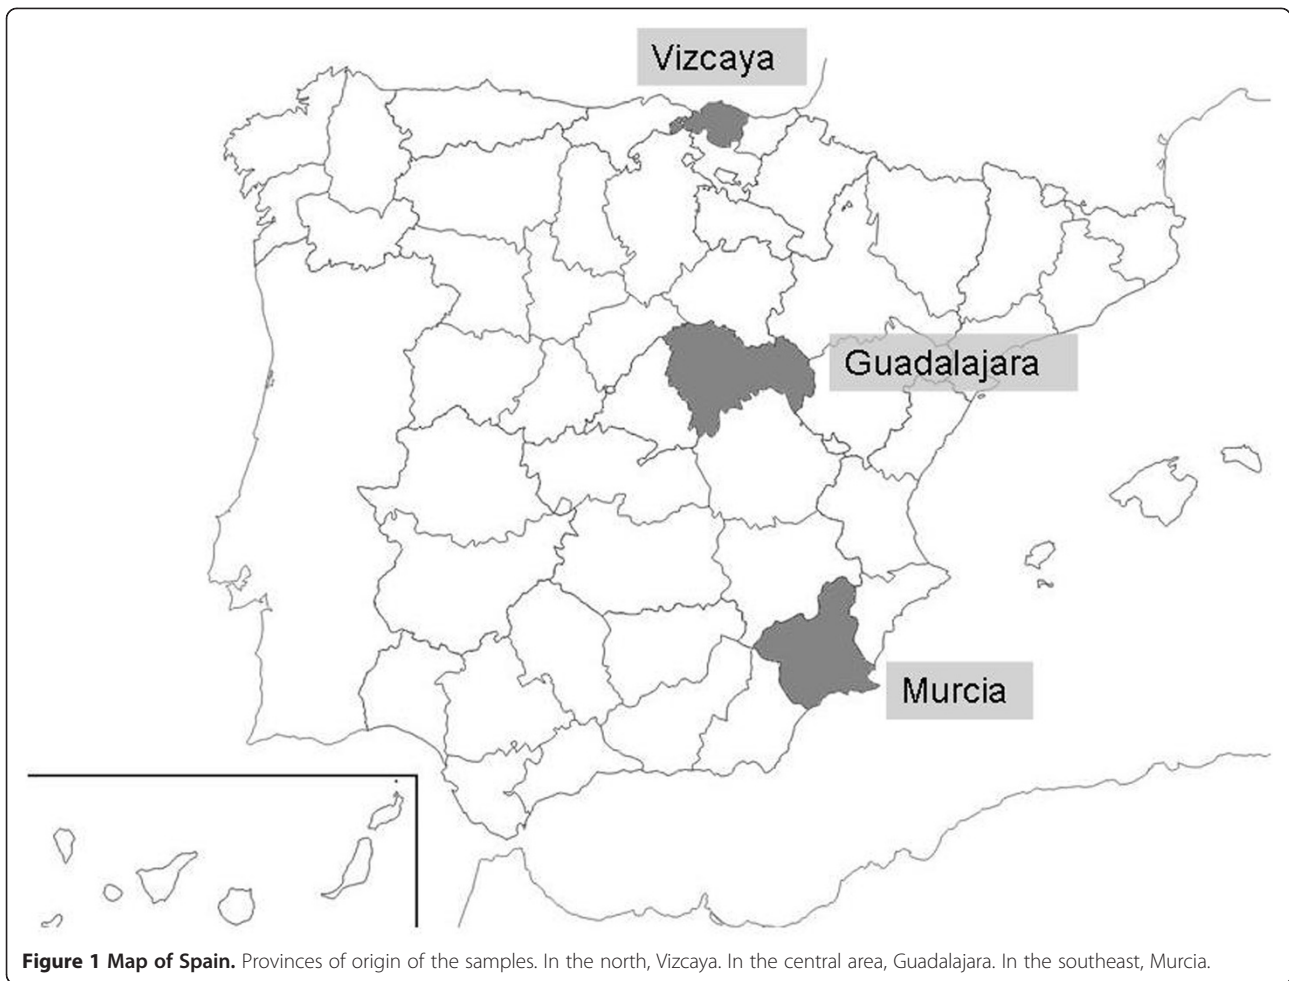 Vizcaya
Guadalajara
Murcia
Figure 1 Map of Spain. Provinces of origin of the samples. In the north, Vizcaya. In the central area, Guadalajara. In the southeast, Murcia.